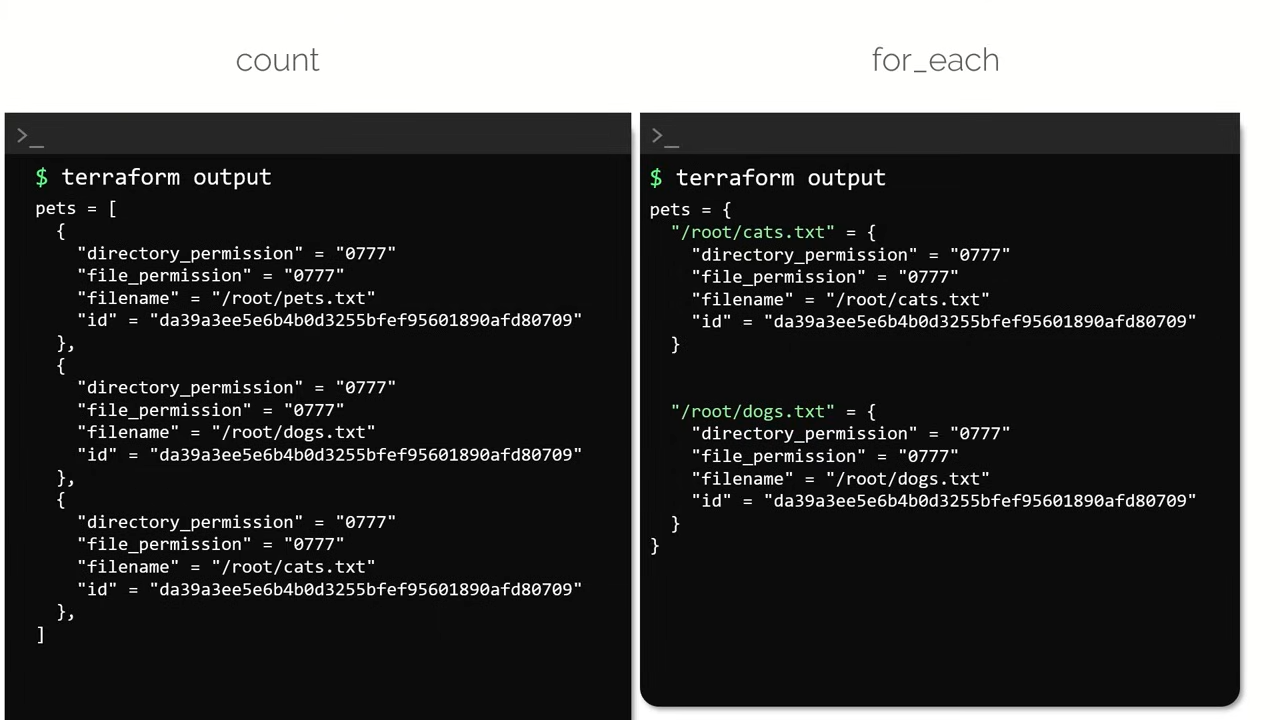 count
>_
$ terraform output
pets = [
  {
    "directory_permission" = "0777"
    "file_permission" = "0777"
    "filename" = "/root/pets.txt"
    "id" = "da39a3ee5e6b4b0d3255bfef95601890afd80709"
  },
  {
    "directory_permission" = "0777"
    "file_permission" = "0777"
    "filename" = "/root/dogs.txt"
    "id" = "da39a3ee5e6b4b0d3255bfef95601890afd80709"
  },
  {
    "directory_permission" = "0777"
    "file_permission" = "0777"
    "filename" = "/root/cats.txt"
    "id" = "da39a3ee5e6b4b0d3255bfef95601890afd80709"
  },
]
for_each
>_
$ terraform output
pets = {
  "/root/cats.txt" = {
    "directory_permission" = "0777"
    "file_permission" = "0777"
    "filename" = "/root/cats.txt"
    "id" = "da39a3ee5e6b4b0d3255bfef95601890afd80709"
  }
  "/root/dogs.txt" = {
    "directory_permission" = "0777"
    "file_permission" = "0777"
    "filename" = "/root/dogs.txt"
    "id" = "da39a3ee5e6b4b0d3255bfef95601890afd80709"
  }
}